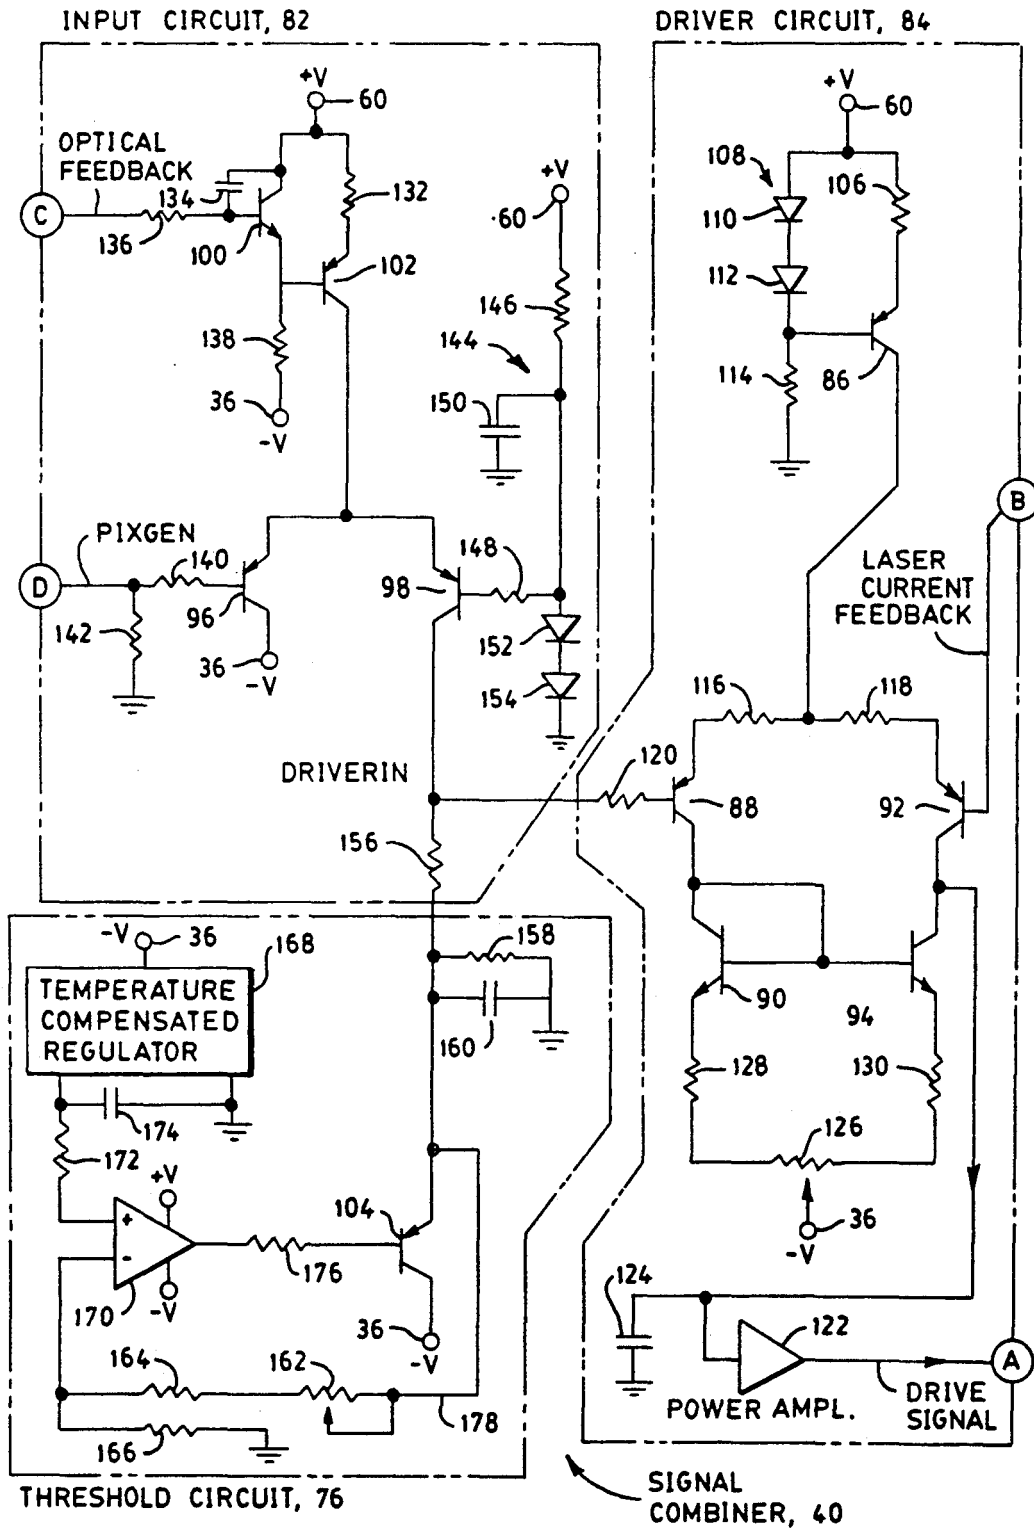 INPUT CIRCUIT, 82
DRIVER CIRCUIT, 84
+V
60
OPTICAL
FEEDBACK
C
134
136
100
132
102
138
36
-V
+V
.60
146
144
150
+V
60
108
106
110
112
114
86
B
PIXGEN
D
140
142
96
36
-V
98
148
152
154
LASER
CURRENT
FEEDBACK
116
118
DRIVERIN
120
88
92
156
-V
36
168
TEMPERATURE
COMPENSATED
REGULATOR
158
160
90
94
128
130
126
36
-V
174
172
+V
+
-
-V
170
104
176
36
-V
164
162
166
178
124
122
A
POWER AMPL.
DRIVE
SIGNAL
THRESHOLD CIRCUIT, 76
SIGNAL
COMBINER, 40